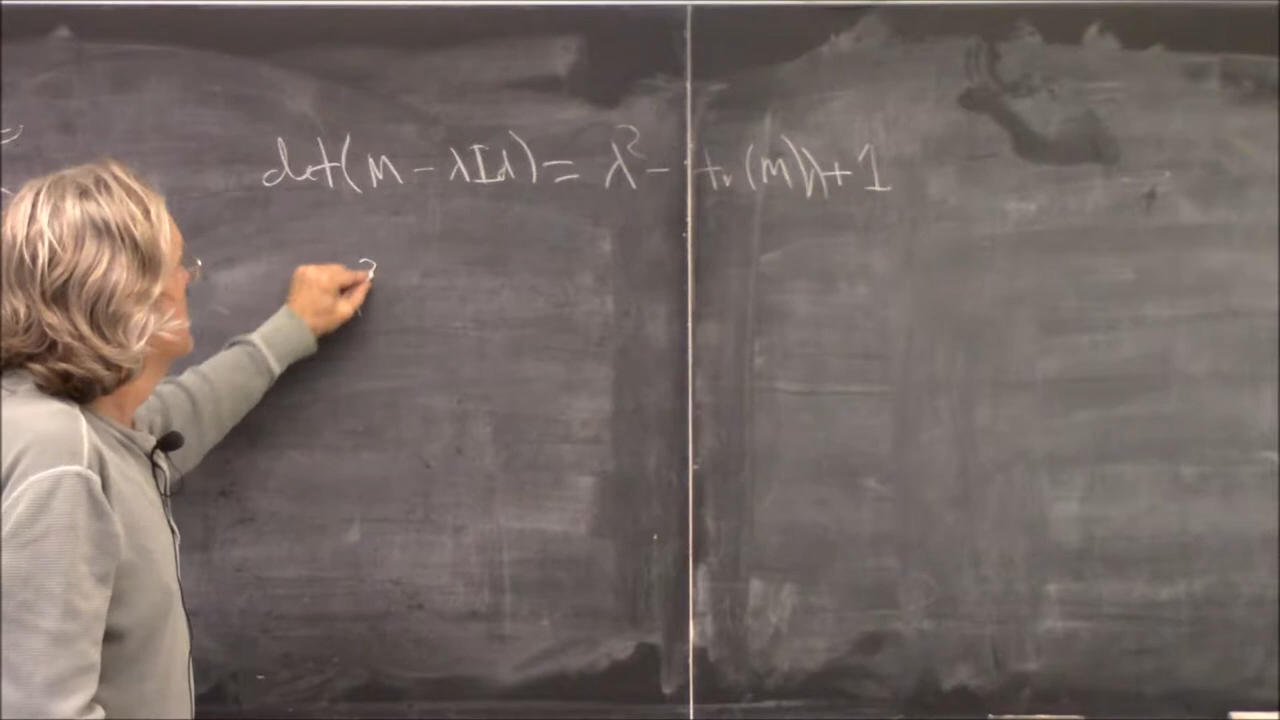 det(M - λId) = λ² - tr(M)λ + 1